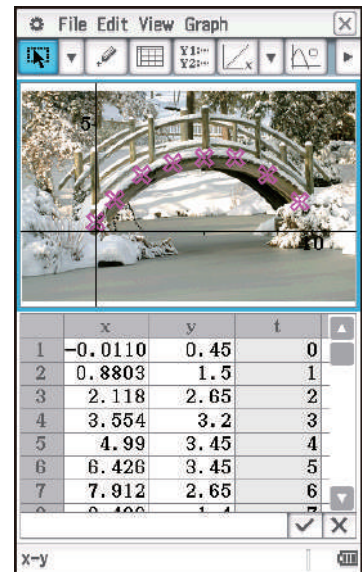 File Edit View Graph
Y1:…
Y2:…
x
5
10
x y t
1 -0.0110 0.45 0
2 0.8803 1.5 1
3 2.118 2.65 2
4 3.554 3.2 3
5 4.99 3.45 4
6 6.426 3.45 5
7 7.912 2.65 6
x-y